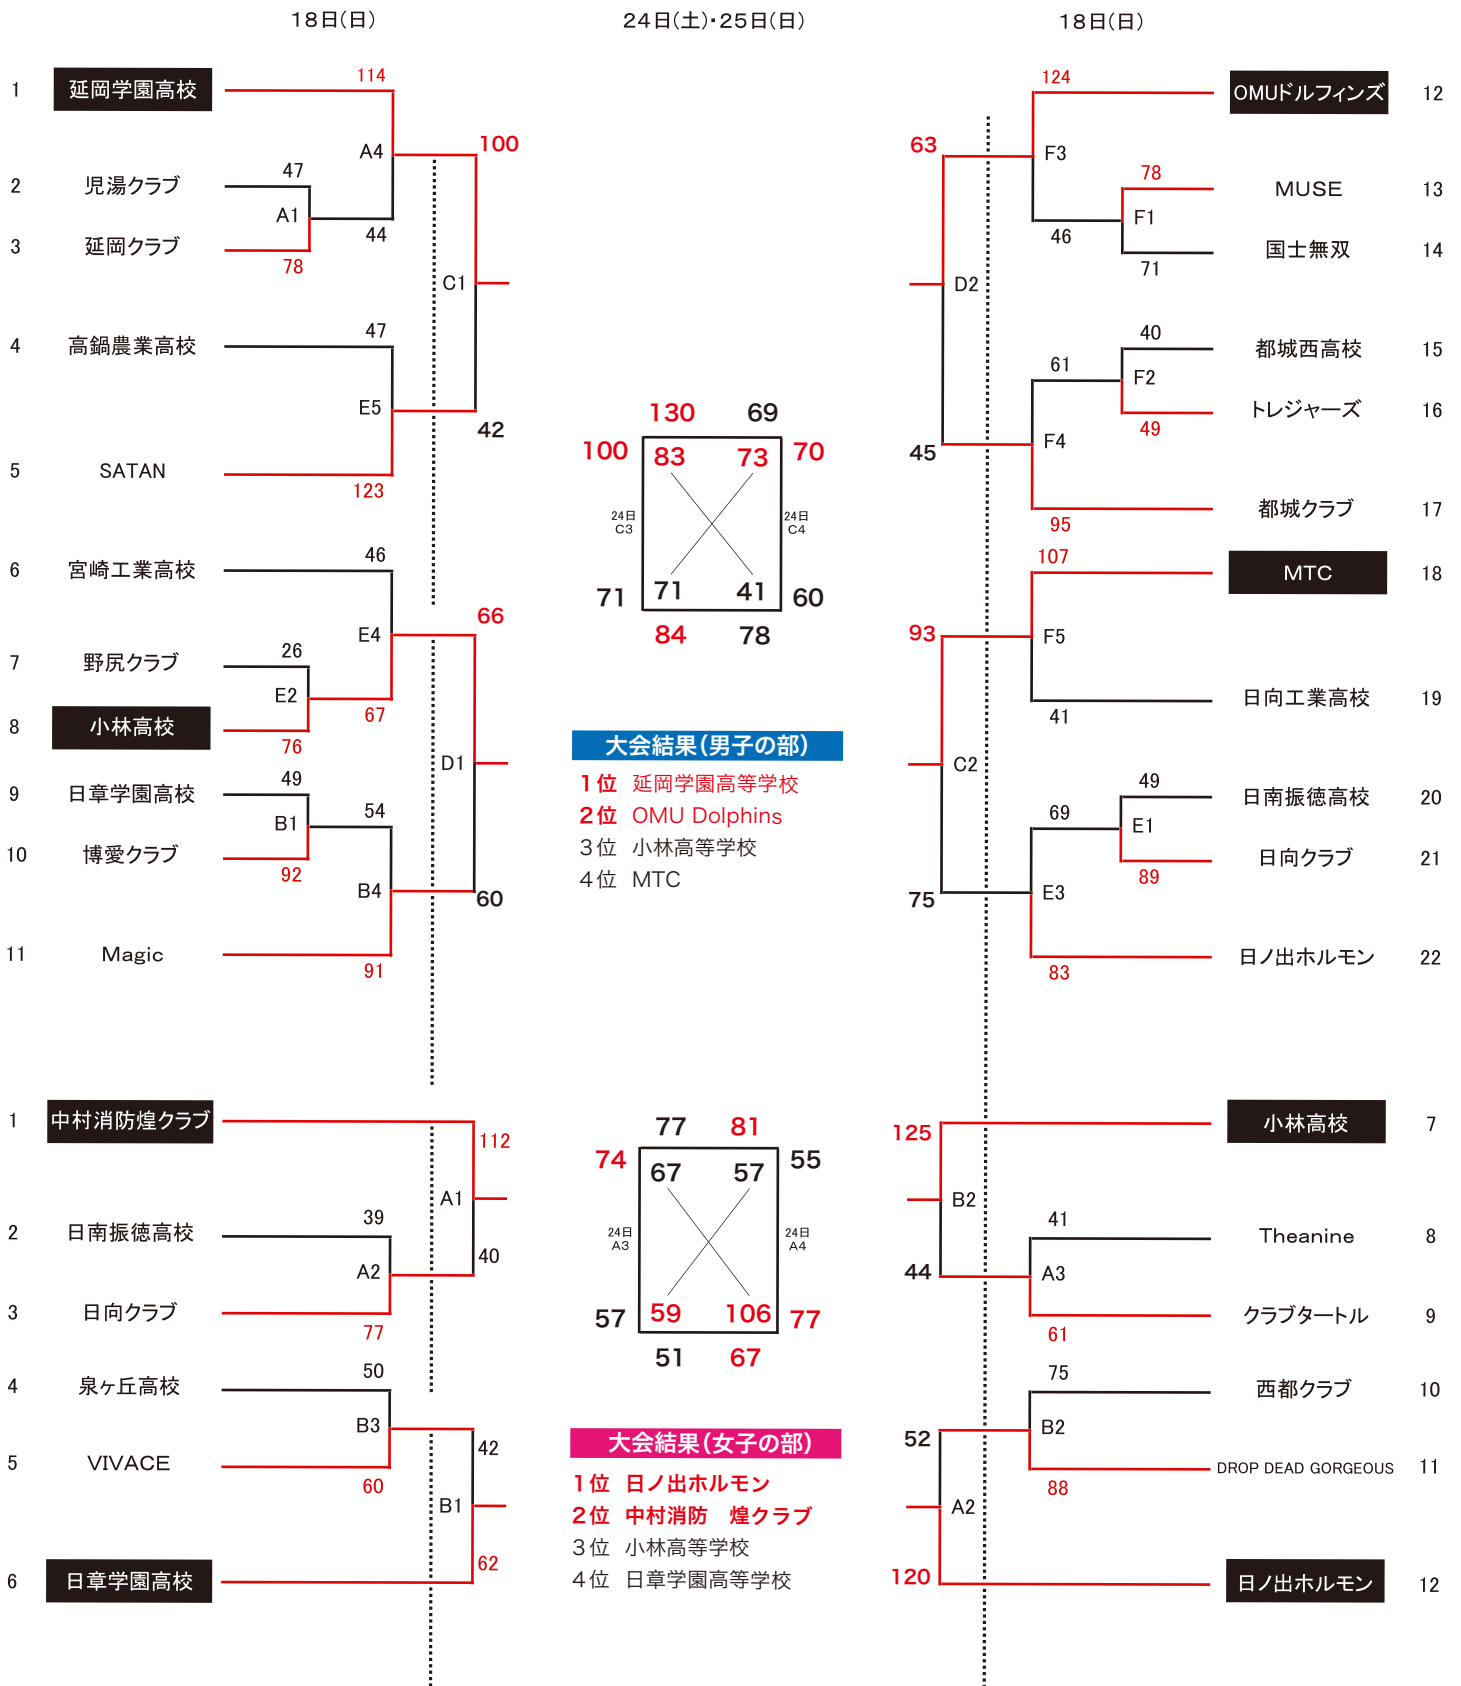 18日(日)
24日(土)・25日(日)
18日(日)
1 延岡学園高校
114
A4
100
2 児湯クラブ
47
A1
44
3 延岡クラブ
78
C1
4 高鍋農業高校
47
E5
42
5 SATAN
123
6 宮崎工業高校
46
E4
66
7 野尻クラブ
26
E2
67
8 小林高校
76
D1
9 日章学園高校
49
B1
54
10 博愛クラブ
92
B4
60
11 Magic
91
130 69
100 83 73 70
24日
C3
24日
C4
71 71 41 60
84 78
大会結果(男子の部)
1位 延岡学園高等学校
2位 OMU Dolphins
3位 小林高等学校
4位 MTC
124
OMUドルフィンズ 12
63
F3
78
MUSE 13
F1
46
国士無双 14
71
D2
40
都城西高校 15
61
F2
トレジャーズ 16
49
F4
45
都城クラブ 17
95
107
MTC 18
93
F5
日向工業高校 19
41
C2
49
日南振徳高校 20
69
E1
日向クラブ 21
89
E3
75
日ノ出ホルモン 22
83
1 中村消防煌クラブ
112
A1
2 日南振徳高校
39
A2
40
3 日向クラブ
77
4 泉ヶ丘高校
50
B3
42
5 VIVACE
60
B1
62
6 日章学園高校
77 81
74 67 57 55
24日
A3
24日
A4
57 59 106 77
51 67
大会結果(女子の部)
1位 日ノ出ホルモン
2位 中村消防 煌クラブ
3位 小林高等学校
4位 日章学園高等学校
125
小林高校 7
B2
41
Theanine 8
A3
44
クラブタートル 9
61
75
西都クラブ 10
52
B2
DROP DEAD GORGEOUS 11
88
A2
120
日ノ出ホルモン 12